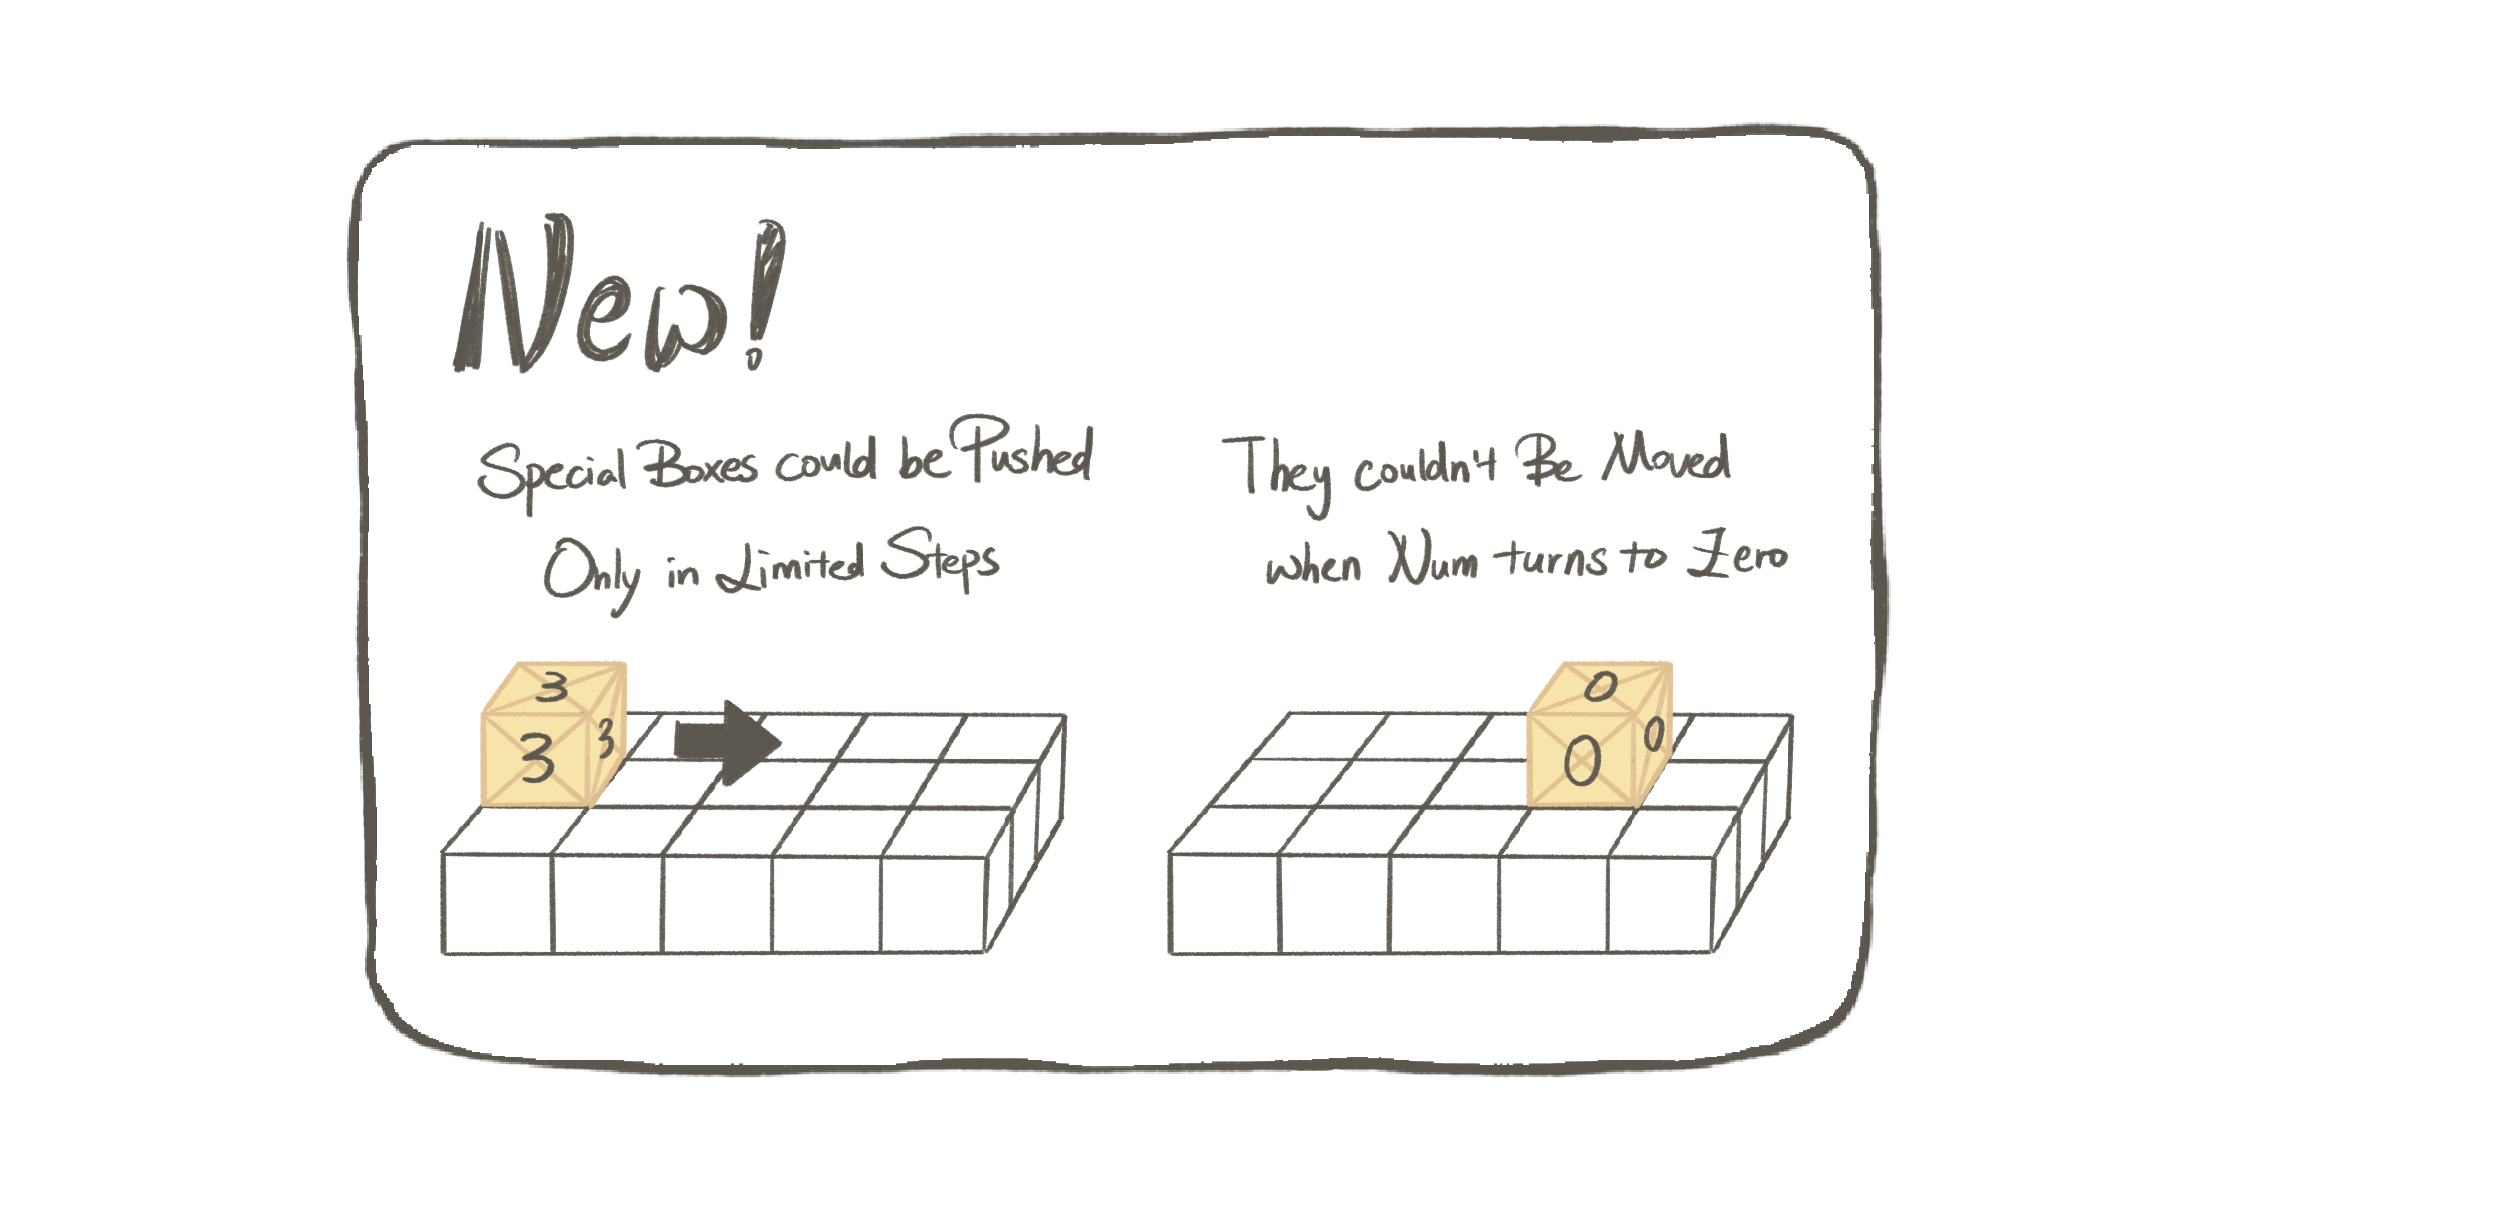 New!
Special Boxes could be Pushed
Only in Limited Steps
They couldn't Be Moved
when Num turns to Zero
3
3
3
0
0
0